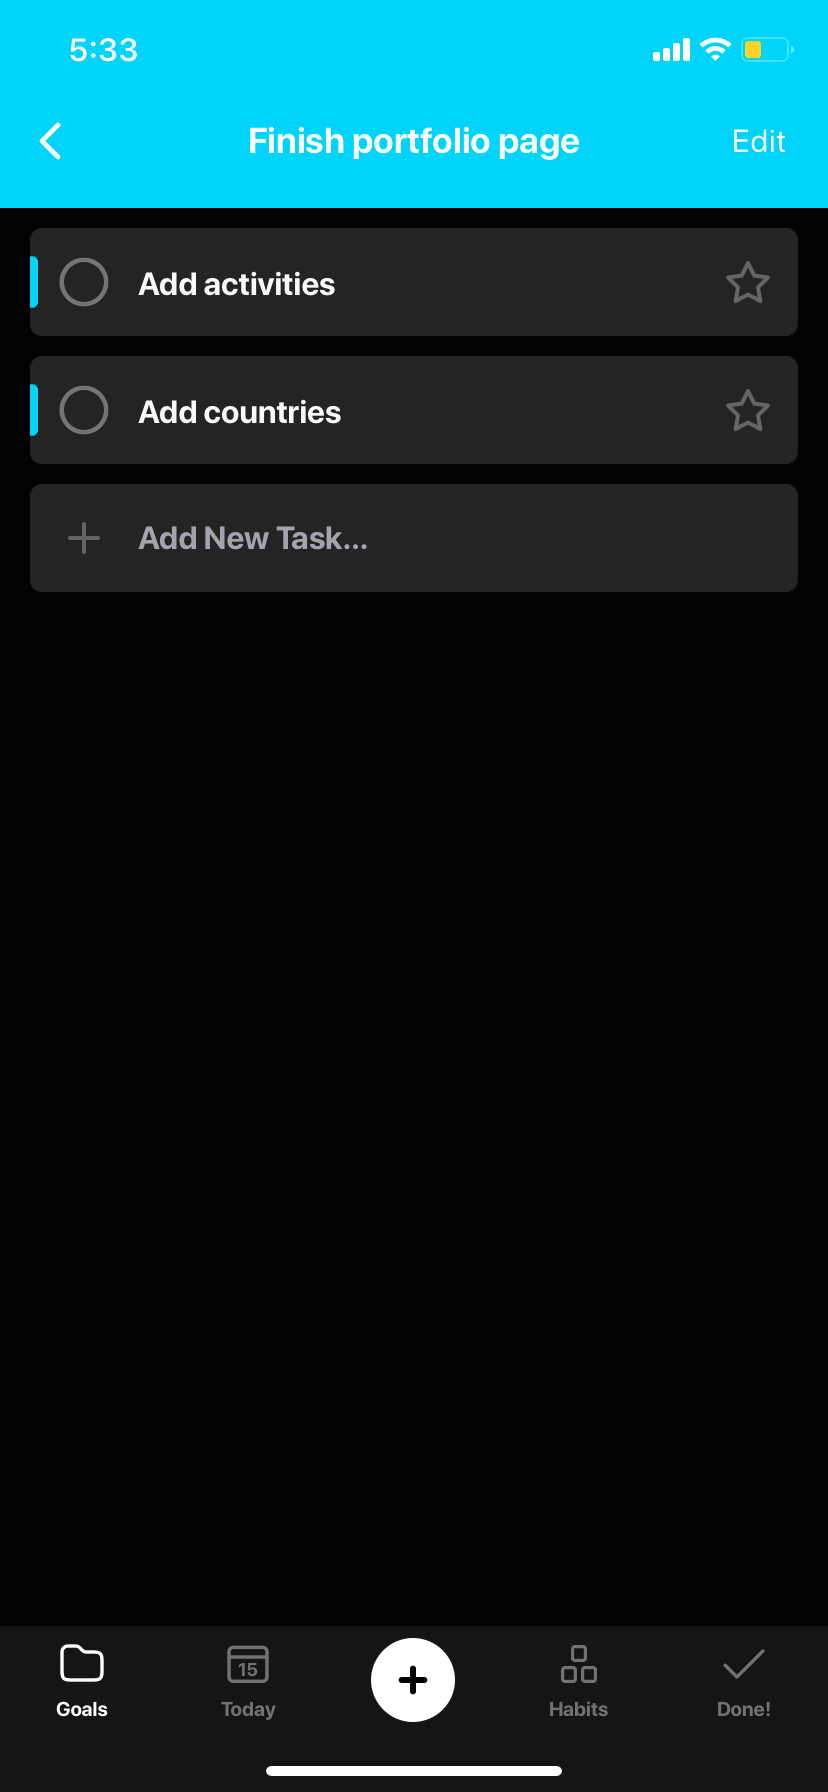 5:33
Finish portfolio page
Edit
Add activities
Add countries
Add New Task...
15
Goals
Today
Habits
Done!